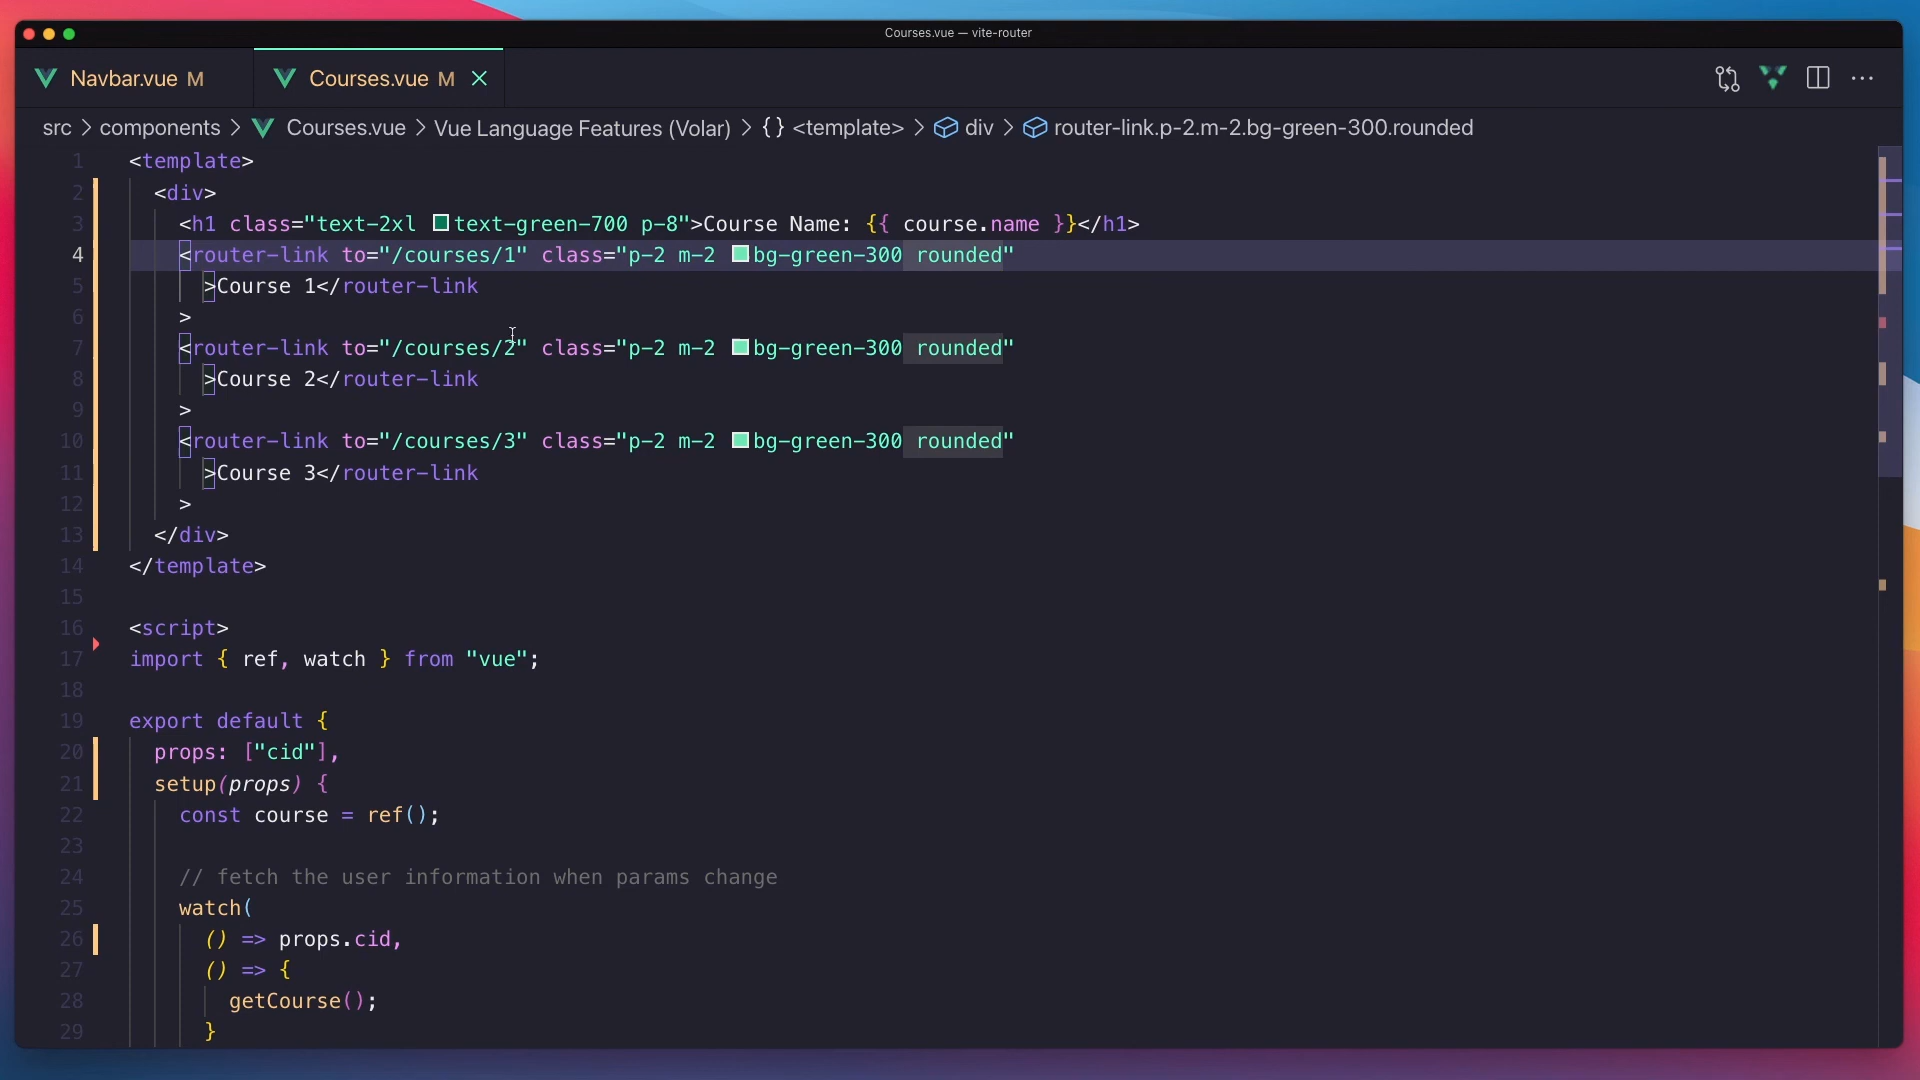 Courses.vue — vite-router
Navbar.vue M
Courses.vue M
src > components > Courses.vue > Vue Language Features (Volar) > {} <template> > div > router-link.p-2.m-2.bg-green-300.rounded
1 <template>
2 <div>
3 <h1 class="text-2xl text-green-700 p-8">Course Name: {{ course.name }}</h1>
4 <router-link to="/courses/1" class="p-2 m-2 bg-green-300 rounded"
5 >Course 1</router-link
6 >
7 <router-link to="/courses/2" class="p-2 m-2 bg-green-300 rounded"
8 >Course 2</router-link
9 >
10 <router-link to="/courses/3" class="p-2 m-2 bg-green-300 rounded"
11 >Course 3</router-link
12 >
13 </div>
14 </template>
15
16 <script>
17 import { ref, watch } from "vue";
18
19 export default {
20 props: ["cid"],
21 setup(props) {
22 const course = ref();
23
24 // fetch the user information when params change
25 watch(
26 () => props.cid,
27 () => {
28 getCourse();
29 }